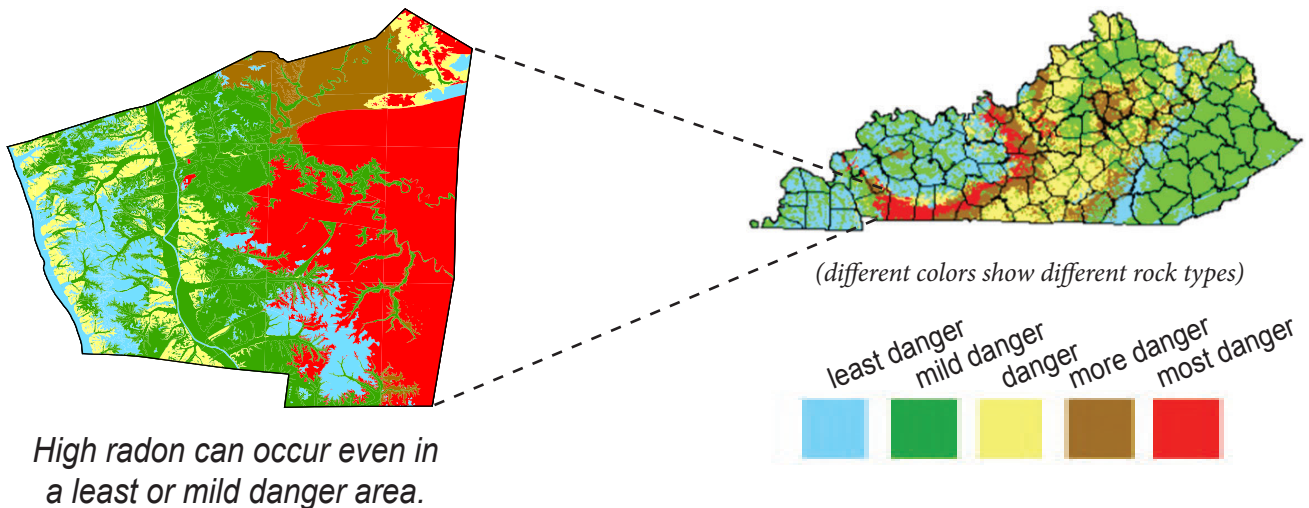 (different colors show different rock types)
least danger
mild danger
danger
more danger
most danger
High radon can occur even in
a least or mild danger area.